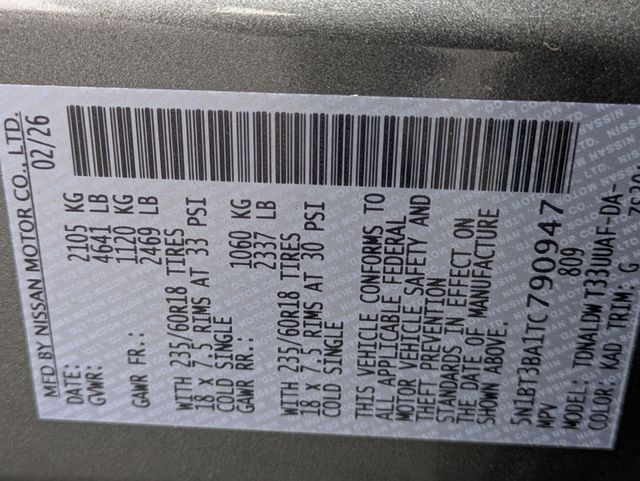 MFD BY NISSAN MOTOR CO., LTD.
DATE: 02/26
GVWR: 2105 KG
4641 LB
GAWR FR.: 1120 KG
2469 LB
WITH 235/60R18 TIRES
18 X 7.5 RIMS AT 33 PSI
COLD SINGLE
GAWR RR.: 1060 KG
2337 LB
WITH 235/60R18 TIRES
18 X 7.5 RIMS AT 30 PSI
COLD SINGLE
THIS VEHICLE CONFORMS TO
ALL APPLICABLE FEDERAL
MOTOR VEHICLE SAFETY AND
THEFT PREVENTION
STANDARDS IN EFFECT ON
THE DATE OF MANUFACTURE
SHOWN ABOVE.
5N1BT3BA1TC790947
MPV 809
MODEL: TDNALDW T33UUAF-DA-
COLOR: KAD TRIM: G